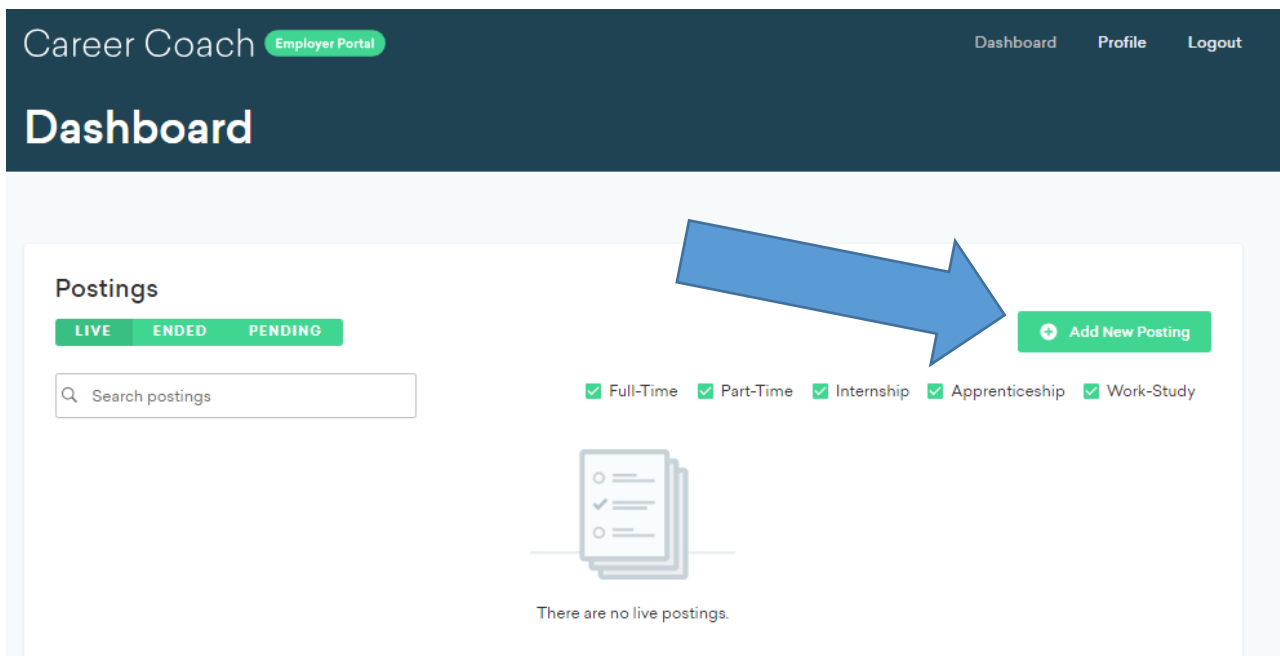 Career Coach Employer Portal Dashboard Profile Logout
Dashboard
Postings
LIVE ENDED PENDING
Add New Posting
Search postings
Full-Time Part-Time Internship Apprenticeship Work-Study
There are no live postings.